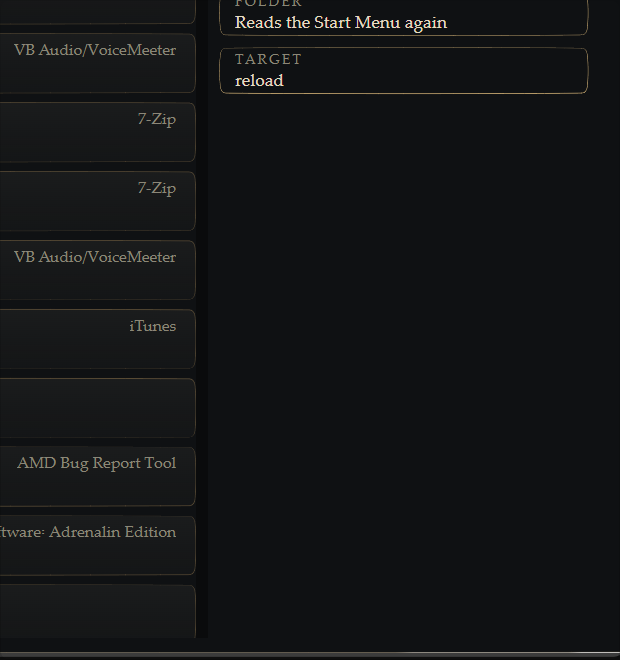 FOLDER
Reads the Start Menu again
TARGET
reload
VB Audio/VoiceMeeter
7-Zip
7-Zip
VB Audio/VoiceMeeter
iTunes
AMD Bug Report Tool
ftware: Adrenalin Edition